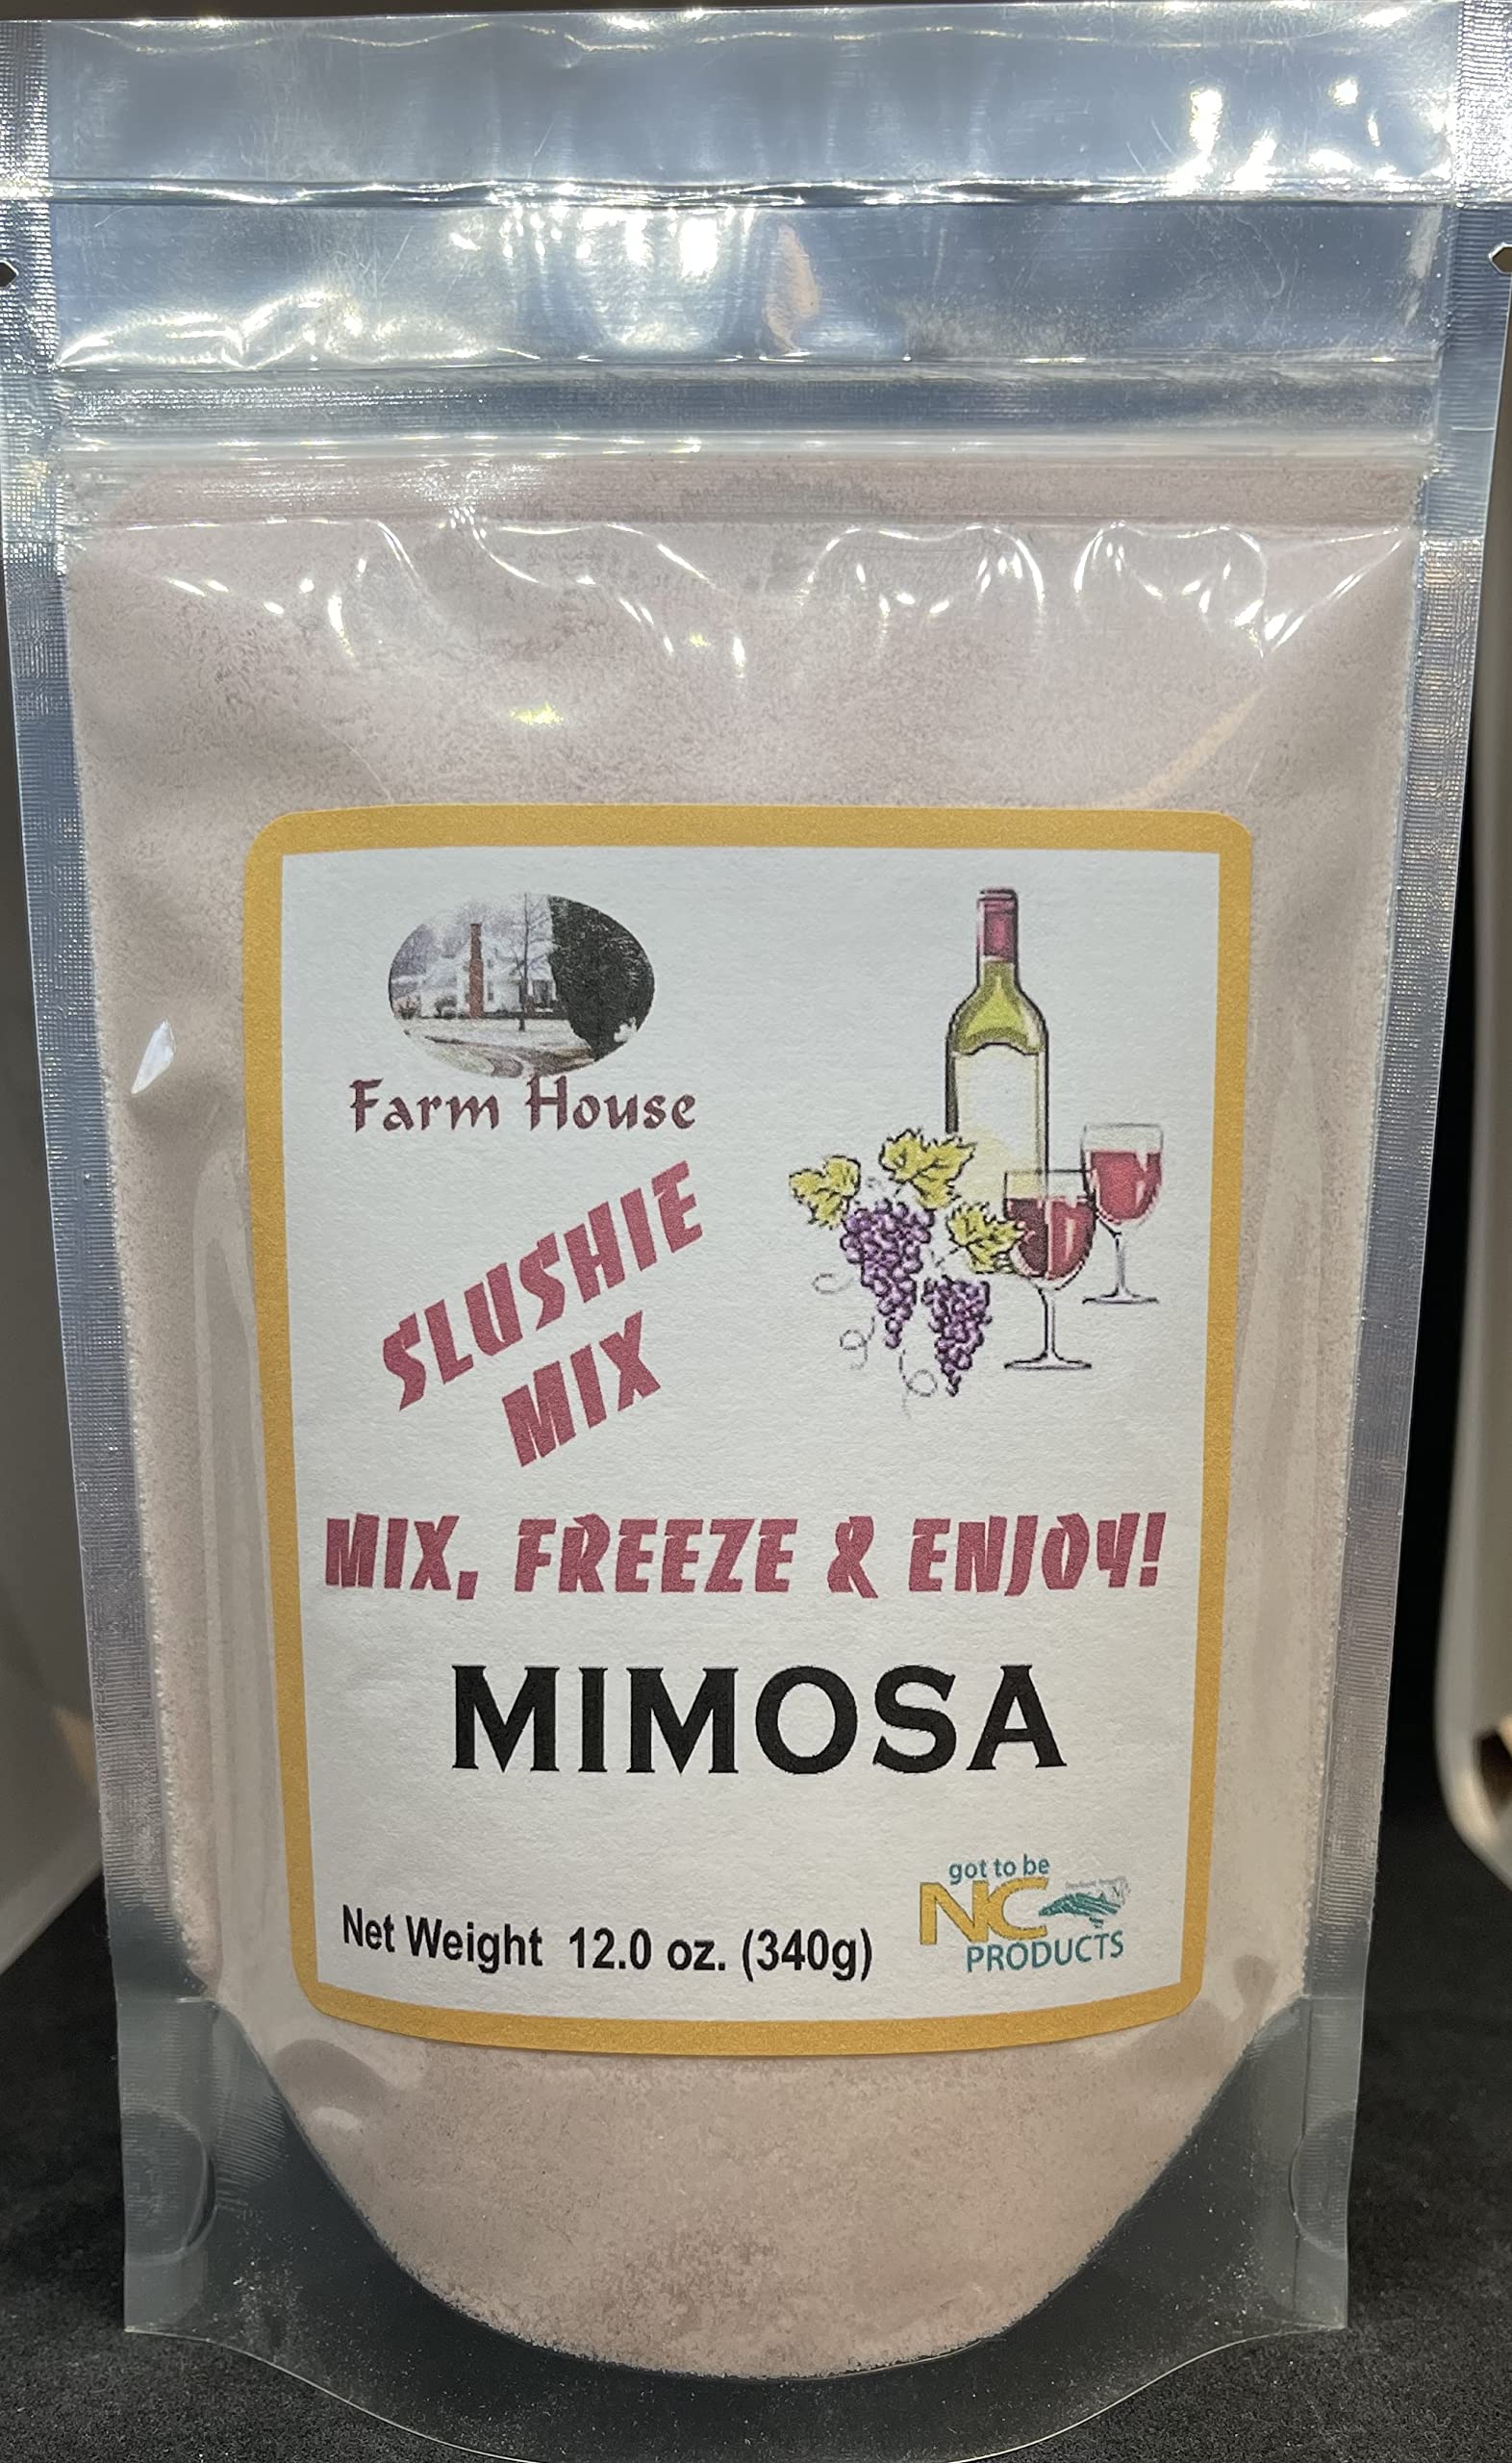 Farm House
SLUSHIE
MIX
MIX, FREEZE & ENJOY!
MIMOSA
Net Weight 12.0 oz. (340g)
got to be
NC
PRODUCTS